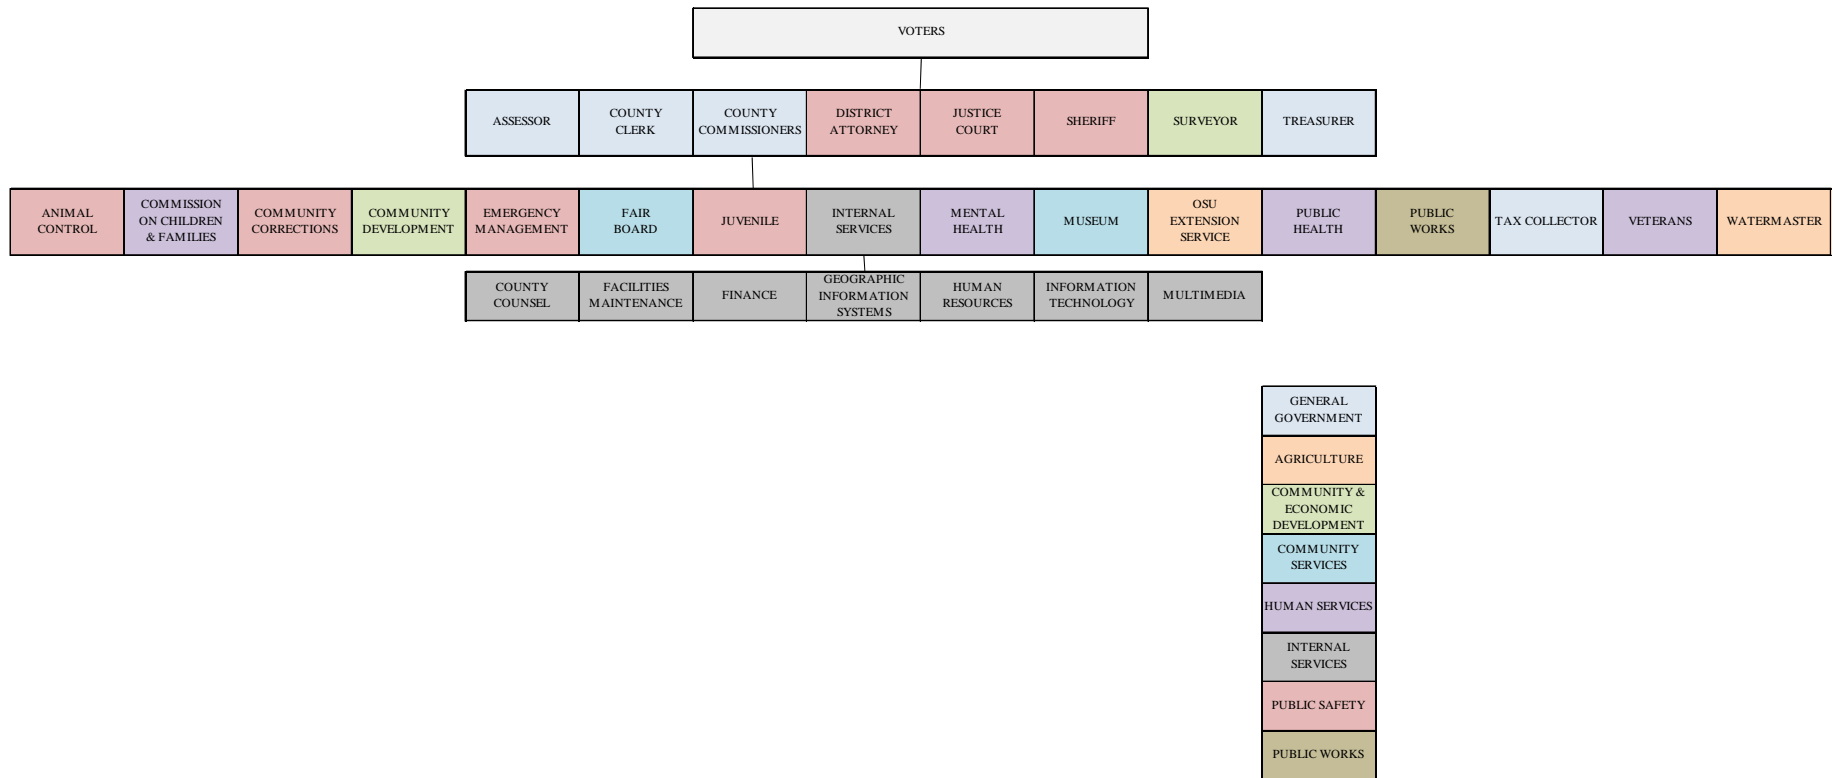 VOTERS
ASSESSOR
COUNTY
CLERK
COUNTY
COMMISSIONERS
DISTRICT
ATTORNEY
JUSTICE
COURT
SHERIFF
SURVEYOR
TREASURER
ANIMAL
CONTROL
COMMISSION
ON CHILDREN
& FAMILIES
COMMUNITY
CORRECTIONS
COMMUNITY
DEVELOPMENT
EMERGENCY
MANAGEMENT
FAIR
BOARD
JUVENILE
INTERNAL
SERVICES
MENTAL
HEALTH
MUSEUM
OSU
EXTENSION
SERVICE
PUBLIC
HEALTH
PUBLIC
WORKS
TAX COLLECTOR
VETERANS
WATERMASTER
COUNTY
COUNSEL
FACILITIES
MAINTENANCE
FINANCE
GEOGRAPHIC
INFORMATION
SYSTEMS
HUMAN
RESOURCES
INFORMATION
TECHNOLOGY
MULTIMEDIA
GENERAL
GOVERNMENT
AGRICULTURE
COMMUNITY &
ECONOMIC
DEVELOPMENT
COMMUNITY
SERVICES
HUMAN SERVICES
INTERNAL
SERVICES
PUBLIC SAFETY
PUBLIC WORKS